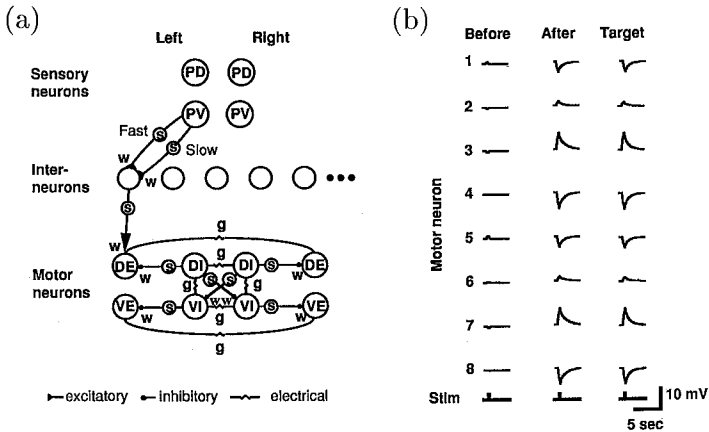 (a)
Left Right
Sensory neurons
PD PD
PV PV
Fast S
S Slow
w w
Inter-neurons
S
w
g
g
Motor neurons
DE S DI DI S DE
w S S w
g g
VE S VI w w VI S VE
w g w
g
excitatory inhibitory electrical
(b)
Before After Target
Motor neuron
1
2
3
4
5
6
7
8
Stim
10 mV
5 sec